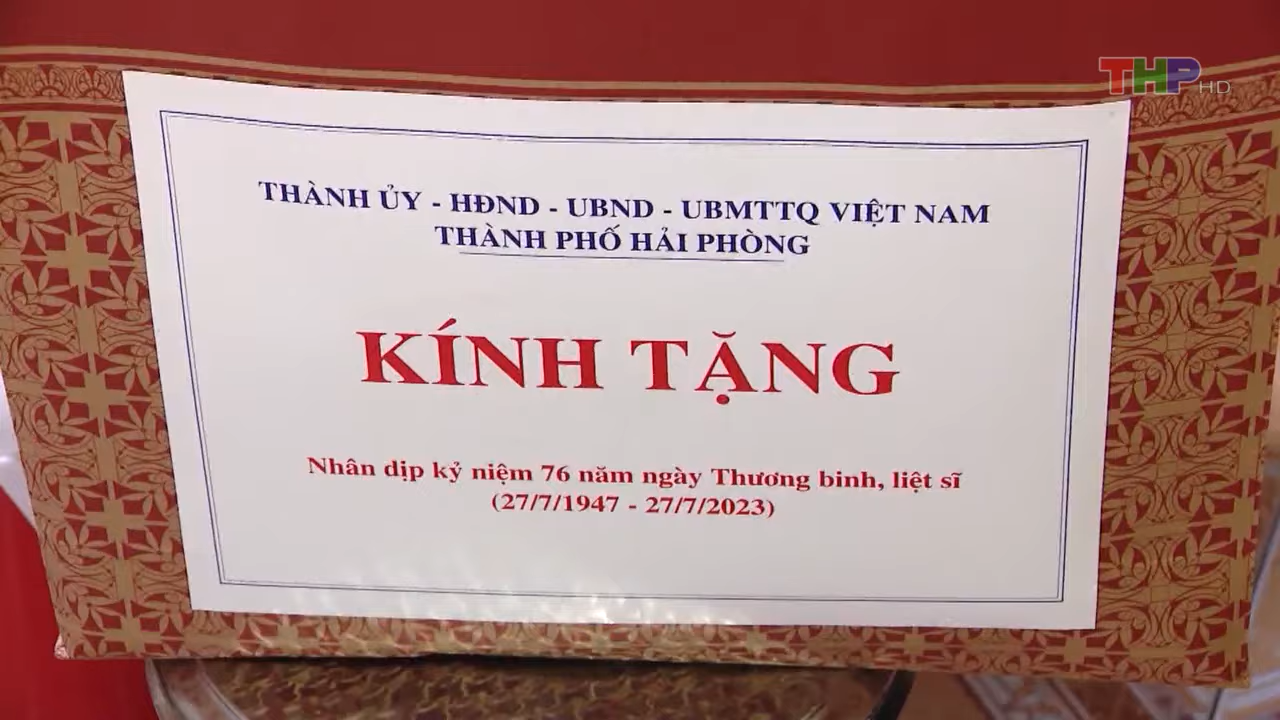 THP HD
THÀNH ỦY - HĐND - UBND - UBMTTQ VIỆT NAM
THÀNH PHỐ HẢI PHÒNG
KÍNH TẶNG
Nhân dịp kỷ niệm 76 năm ngày Thương binh, liệt sĩ
(27/7/1947 - 27/7/2023)